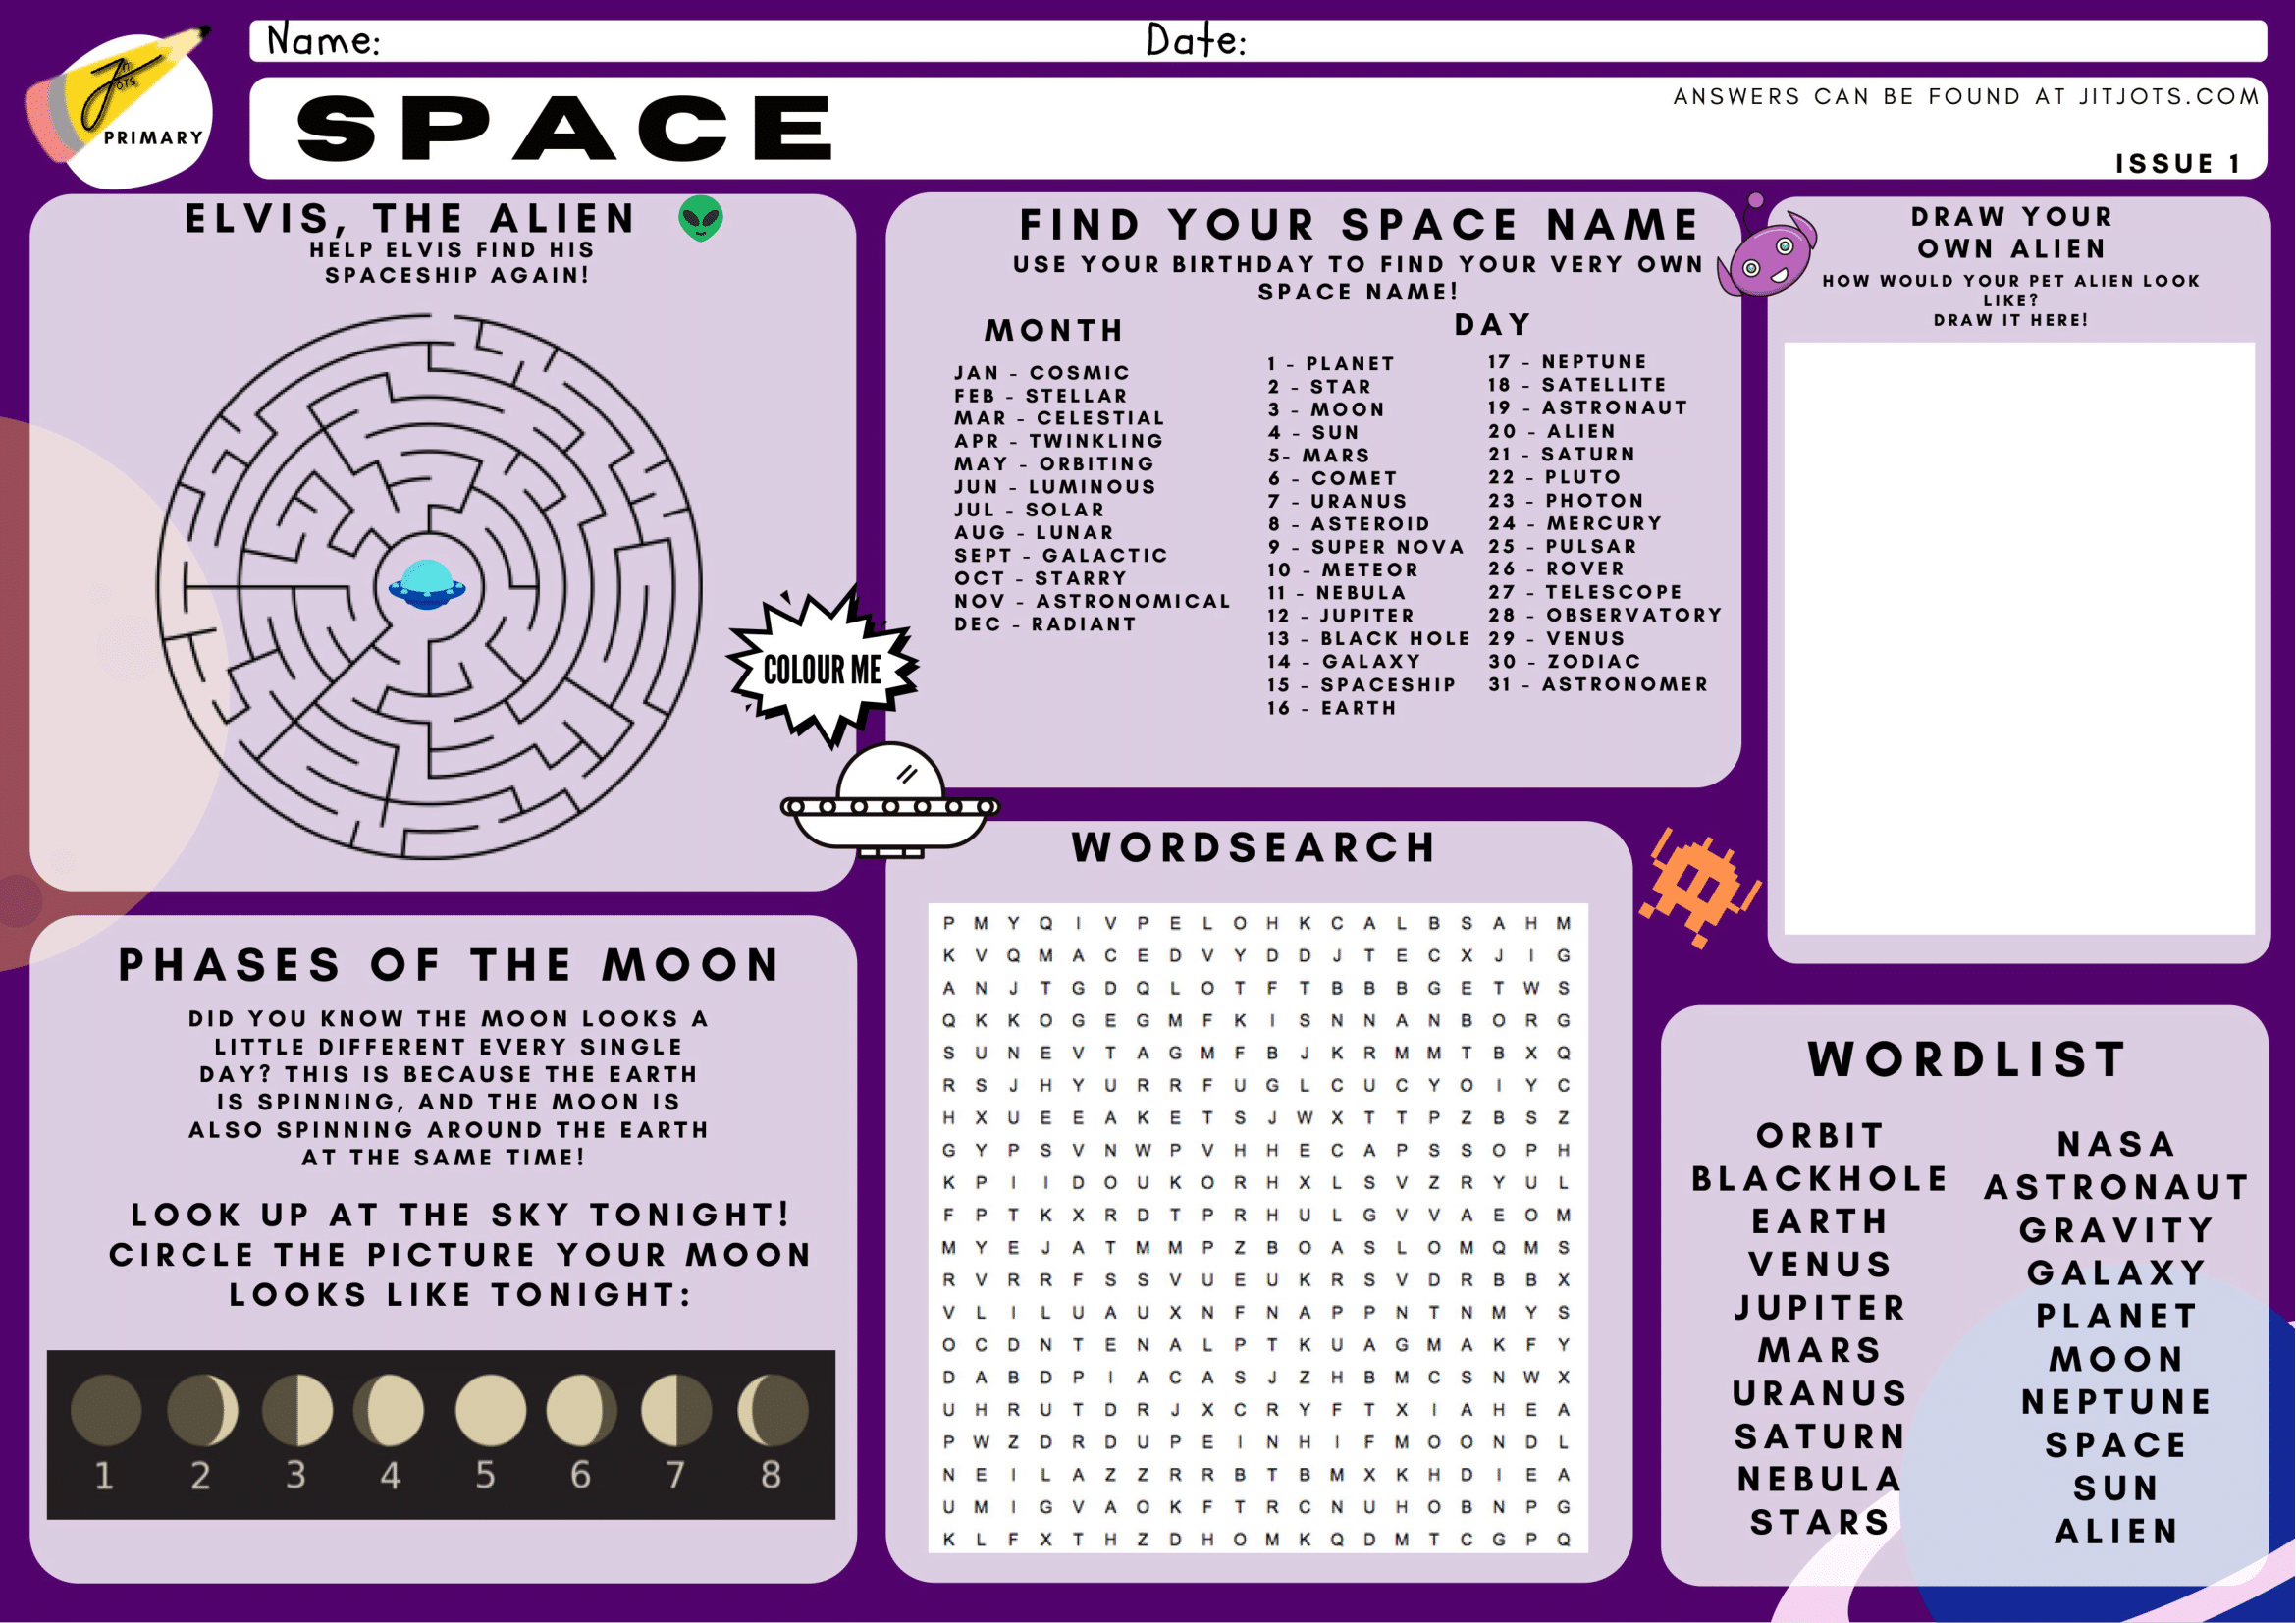 Name:
Date:
Jit
Jots
PRIMARY
SPACE
ANSWERS CAN BE FOUND AT JITJOTS.COM
ISSUE 1
ELVIS, THE ALIEN
HELP ELVIS FIND HIS
SPACESHIP AGAIN!
COLOUR ME
FIND YOUR SPACE NAME
USE YOUR BIRTHDAY TO FIND YOUR VERY OWN
SPACE NAME!
MONTH
JAN - COSMIC
FEB - STELLAR
MAR - CELESTIAL
APR - TWINKLING
MAY - ORBITING
JUN - LUMINOUS
JUL - SOLAR
AUG - LUNAR
SEPT - GALACTIC
OCT - STARRY
NOV - ASTRONOMICAL
DEC - RADIANT
DAY
1 - PLANET
2 - STAR
3 - MOON
4 - SUN
5- MARS
6 - COMET
7 - URANUS
8 - ASTEROID
9 - SUPER NOVA
10 - METEOR
11 - NEBULA
12 - JUPITER
13 - BLACK HOLE
14 - GALAXY
15 - SPACESHIP
16 - EARTH
17 - NEPTUNE
18 - SATELLITE
19 - ASTRONAUT
20 - ALIEN
21 - SATURN
22 - PLUTO
23 - PHOTON
24 - MERCURY
25 - PULSAR
26 - ROVER
27 - TELESCOPE
28 - OBSERVATORY
29 - VENUS
30 - ZODIAC
31 - ASTRONOMER
DRAW YOUR
OWN ALIEN
HOW WOULD YOUR PET ALIEN LOOK
LIKE?
DRAW IT HERE!
PHASES OF THE MOON
DID YOU KNOW THE MOON LOOKS A
LITTLE DIFFERENT EVERY SINGLE
DAY? THIS IS BECAUSE THE EARTH
IS SPINNING, AND THE MOON IS
ALSO SPINNING AROUND THE EARTH
AT THE SAME TIME!
LOOK UP AT THE SKY TONIGHT!
CIRCLE THE PICTURE YOUR MOON
LOOKS LIKE TONIGHT:
1 2 3 4 5 6 7 8
WORDSEARCH
P M Y Q I V P E L O H K C A L B S A H M
K V Q M A C E D V Y D D J T E C X J I G
A N J T G D Q L O T F T B B B G E T W S
Q K K O G E G M F K I S N N A N B O R G
S U N E V T A G M F B J K R M M T B X Q
R S J H Y U R R F U G L C U C Y O I Y C
H X U E E A K E T S J W X T T P Z B S Z
G Y P S V N W P V H H E C A P S S O P H
K P I I D O U K O R H X L S V Z R Y U L
F P T K X R D T P R H U L G V V A E O M
M Y E J A T M M P Z B O A S L O M Q M S
R V R R F S S V U E U K R S V D R B B X
V L I L U A U X N F N A P P N T N M Y S
O C D N T E N A L P T K U A G M A K F Y
D A B D P I A C A S J Z H B M C S N W X
U H R U T D R J X C R Y F T X I A H E A
P W Z D R D U P E I N H I F M O O N D L
N E I L A Z Z R R B T B M X K H D I E A
U M I G V A O K F T R C N U H O B N P G
K L F X T H Z D H O M K Q D M T C G P Q
WORDLIST
ORBIT
BLACKHOLE
EARTH
VENUS
JUPITER
MARS
URANUS
SATURN
NEBULA
STARS
NASA
ASTRONAUT
GRAVITY
GALAXY
PLANET
MOON
NEPTUNE
SPACE
SUN
ALIEN